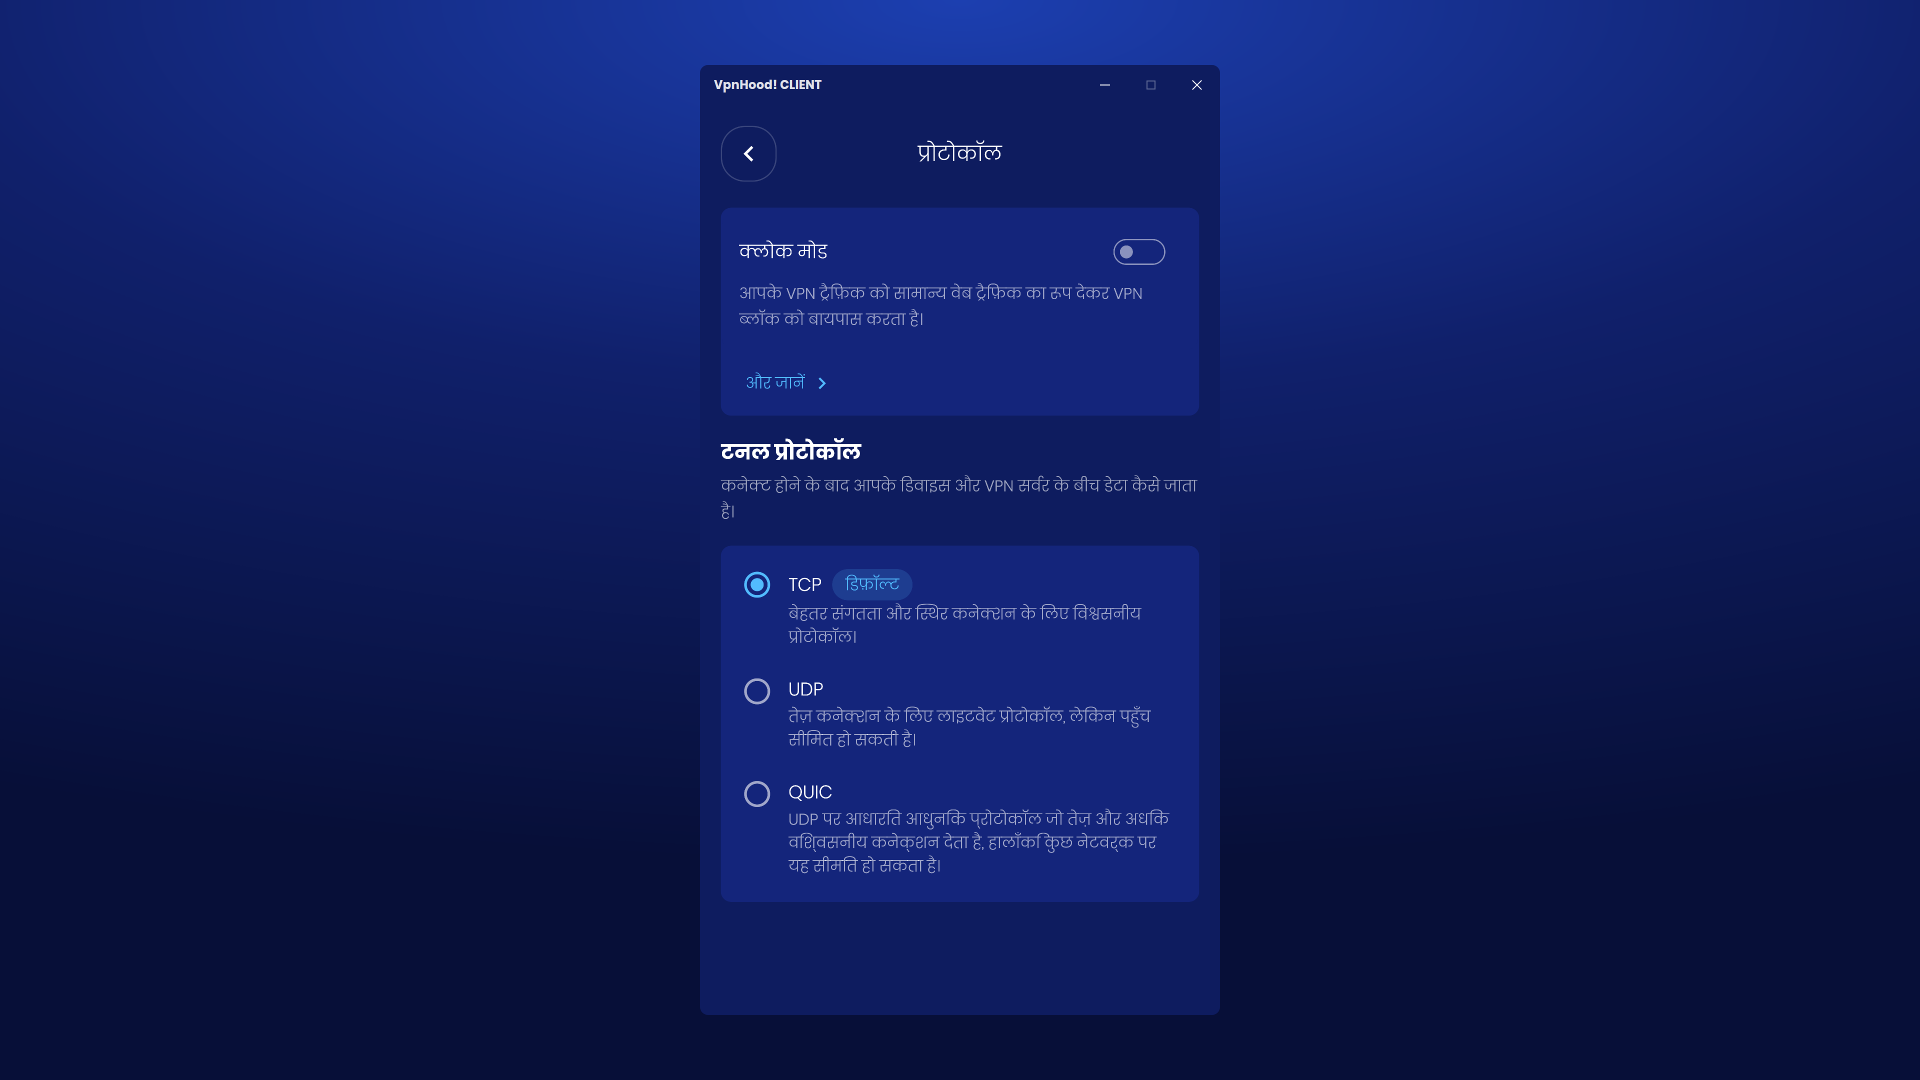 VpnHood! CLIENT
प्रोटोकॉल
क्लोक मोड
आपके VPN ट्रैफ़िक को सामान्य वेब ट्रैफ़िक का रूप देकर VPN
ब्लॉक को बायपास करता है।
और जानें
टनल प्रोटोकॉल
कनेक्ट होने के बाद आपके डिवाइस और VPN सर्वर के बीच डेटा कैसे जाता
है।
TCP डिफ़ॉल्ट
बेहतर संगतता और स्थिर कनेक्शन के लिए विश्वसनीय
प्रोटोकॉल।
UDP
तेज़ कनेक्शन के लिए लाइटवेट प्रोटोकॉल, लेकिन पहुँच
सीमित हो सकती है।
QUIC
UDP पर आधारति आधुनकि प्‌रोटोकॉल जो तेज़ और अधकि
वशि्‌वसनीय कनेक्‌शन देता है, हालाँकि कुछ नेटवर्‌क पर
यह सीमति हो सकता है।